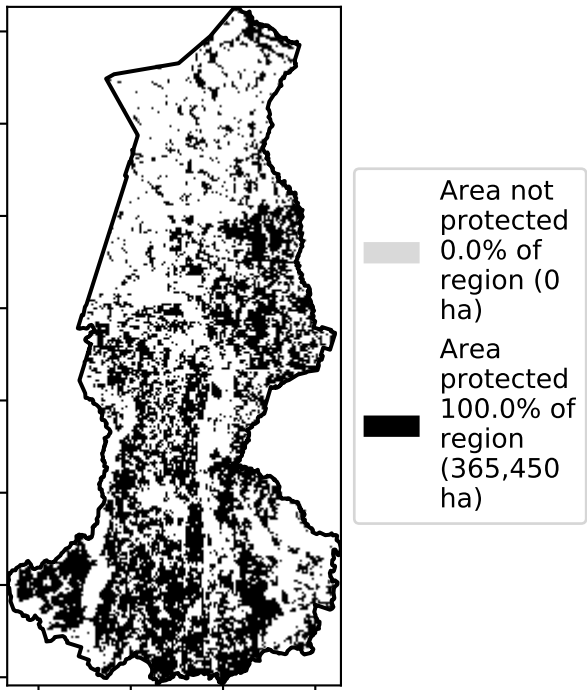 Area not
protected
0.0% of
region (0
ha)
Area
protected
100.0% of
region
(365,450
ha)